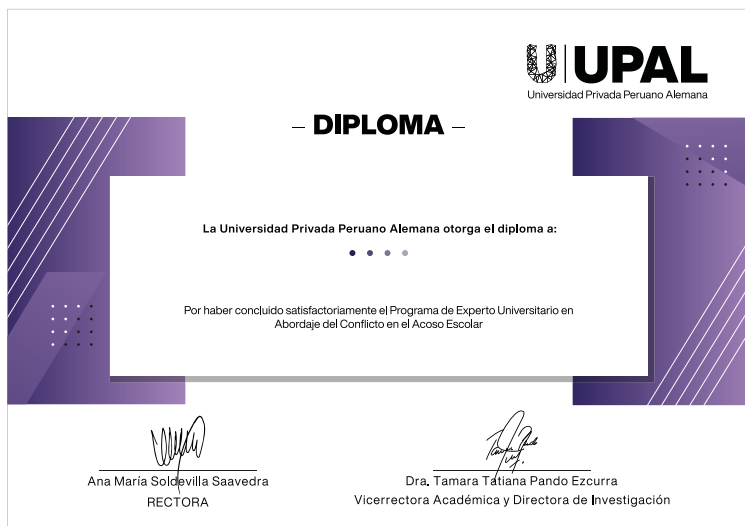 UPAL
Universidad Privada Peruano Alemana
– DIPLOMA –
La Universidad Privada Peruano Alemana otorga el diploma a:
Por haber concluido satisfactoriamente el Programa de Experto Universitario en
Abordaje del Conflicto en el Acoso Escolar
Ana María Soldevilla Saavedra
RECTORA
Dra. Tamara Tatiana Pando Ezcurra
Vicerrectora Académica y Directora de Investigación